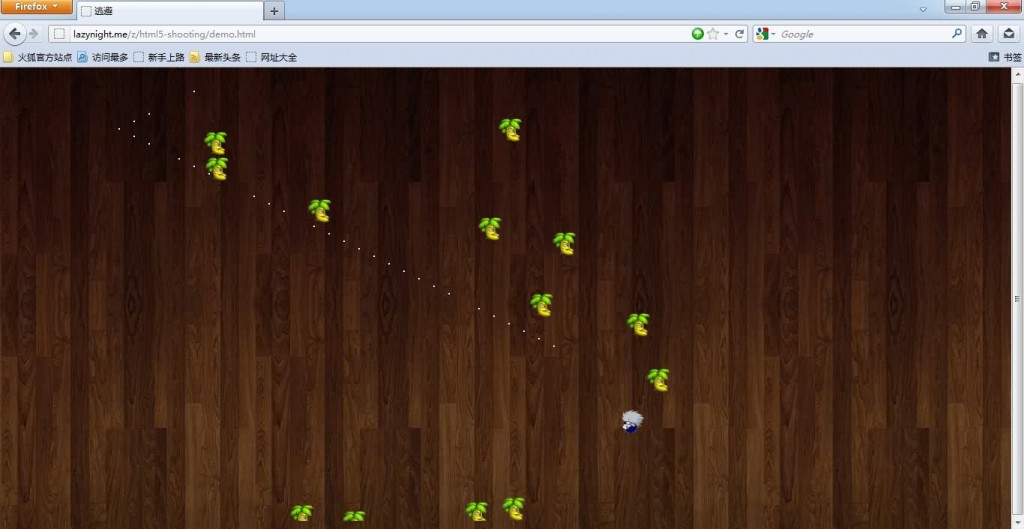 Firefox
逃避
lazynight.me/z/html5-shooting/demo.html
Google
火狐官方站点 访问最多 新手上路 最新头条 网址大全 书签